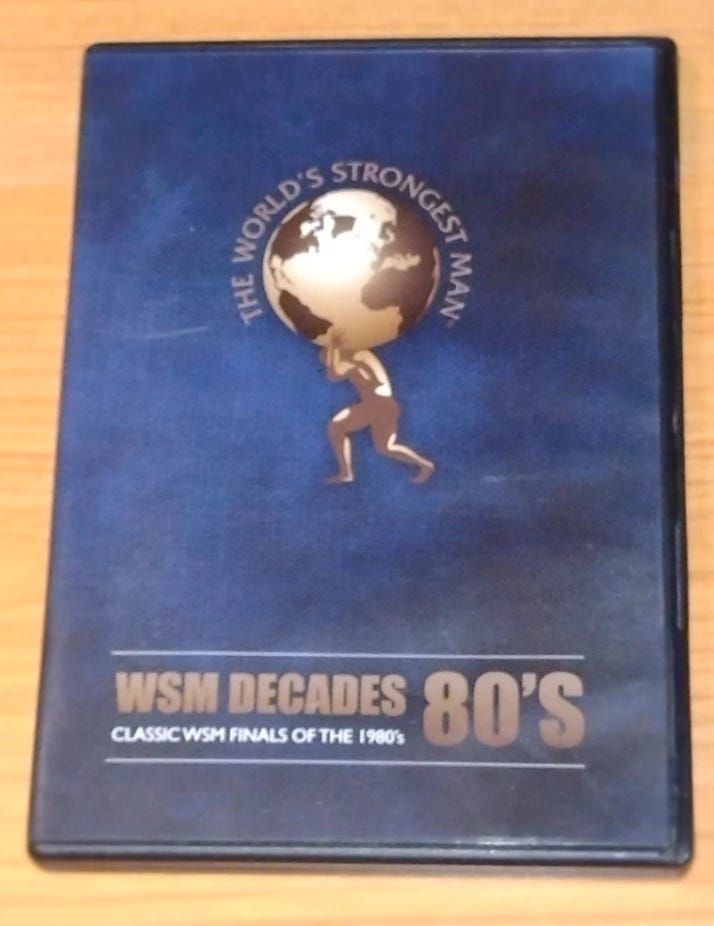 THE WORLD'S STRONGEST MAN
WSM DECADES 80'S
CLASSIC WSM FINALS OF THE 1980's